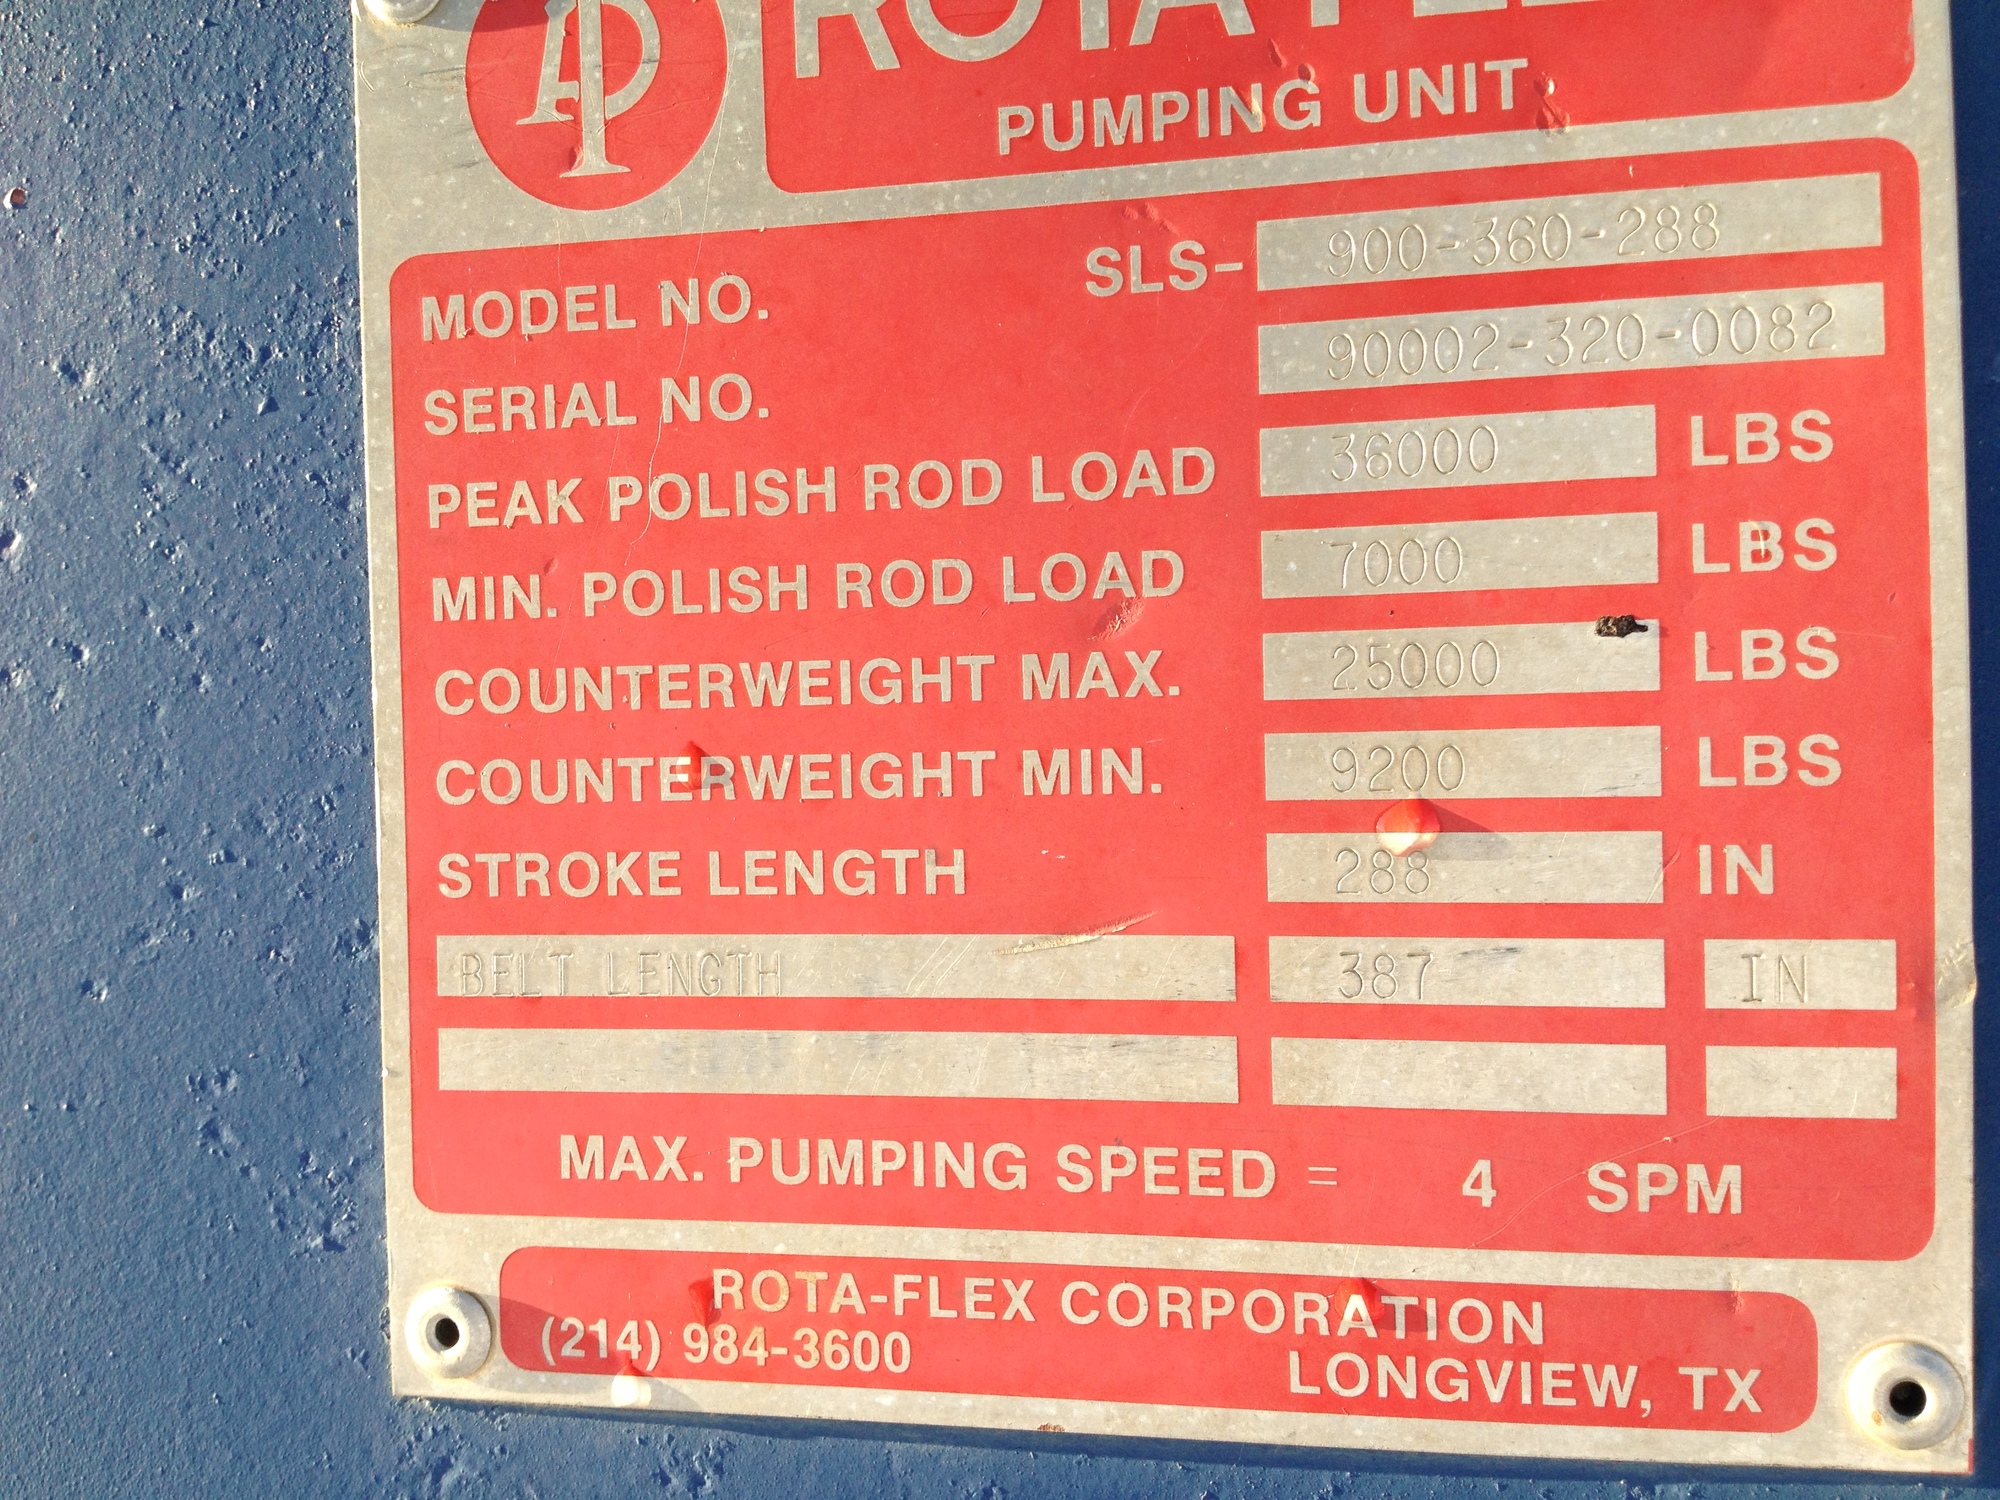 ROTA-FLEX
PUMPING UNIT
MODEL NO. SLS- 900-360-288
SERIAL NO. 90002-320-0082
PEAK POLISH ROD LOAD 36000 LBS
MIN. POLISH ROD LOAD 7000 LBS
COUNTERWEIGHT MAX. 25000 LBS
COUNTERWEIGHT MIN. 9200 LBS
STROKE LENGTH 288 IN
BELT LENGTH 387 IN
MAX. PUMPING SPEED = 4 SPM
ROTA-FLEX CORPORATION
(214) 984-3600
LONGVIEW, TX